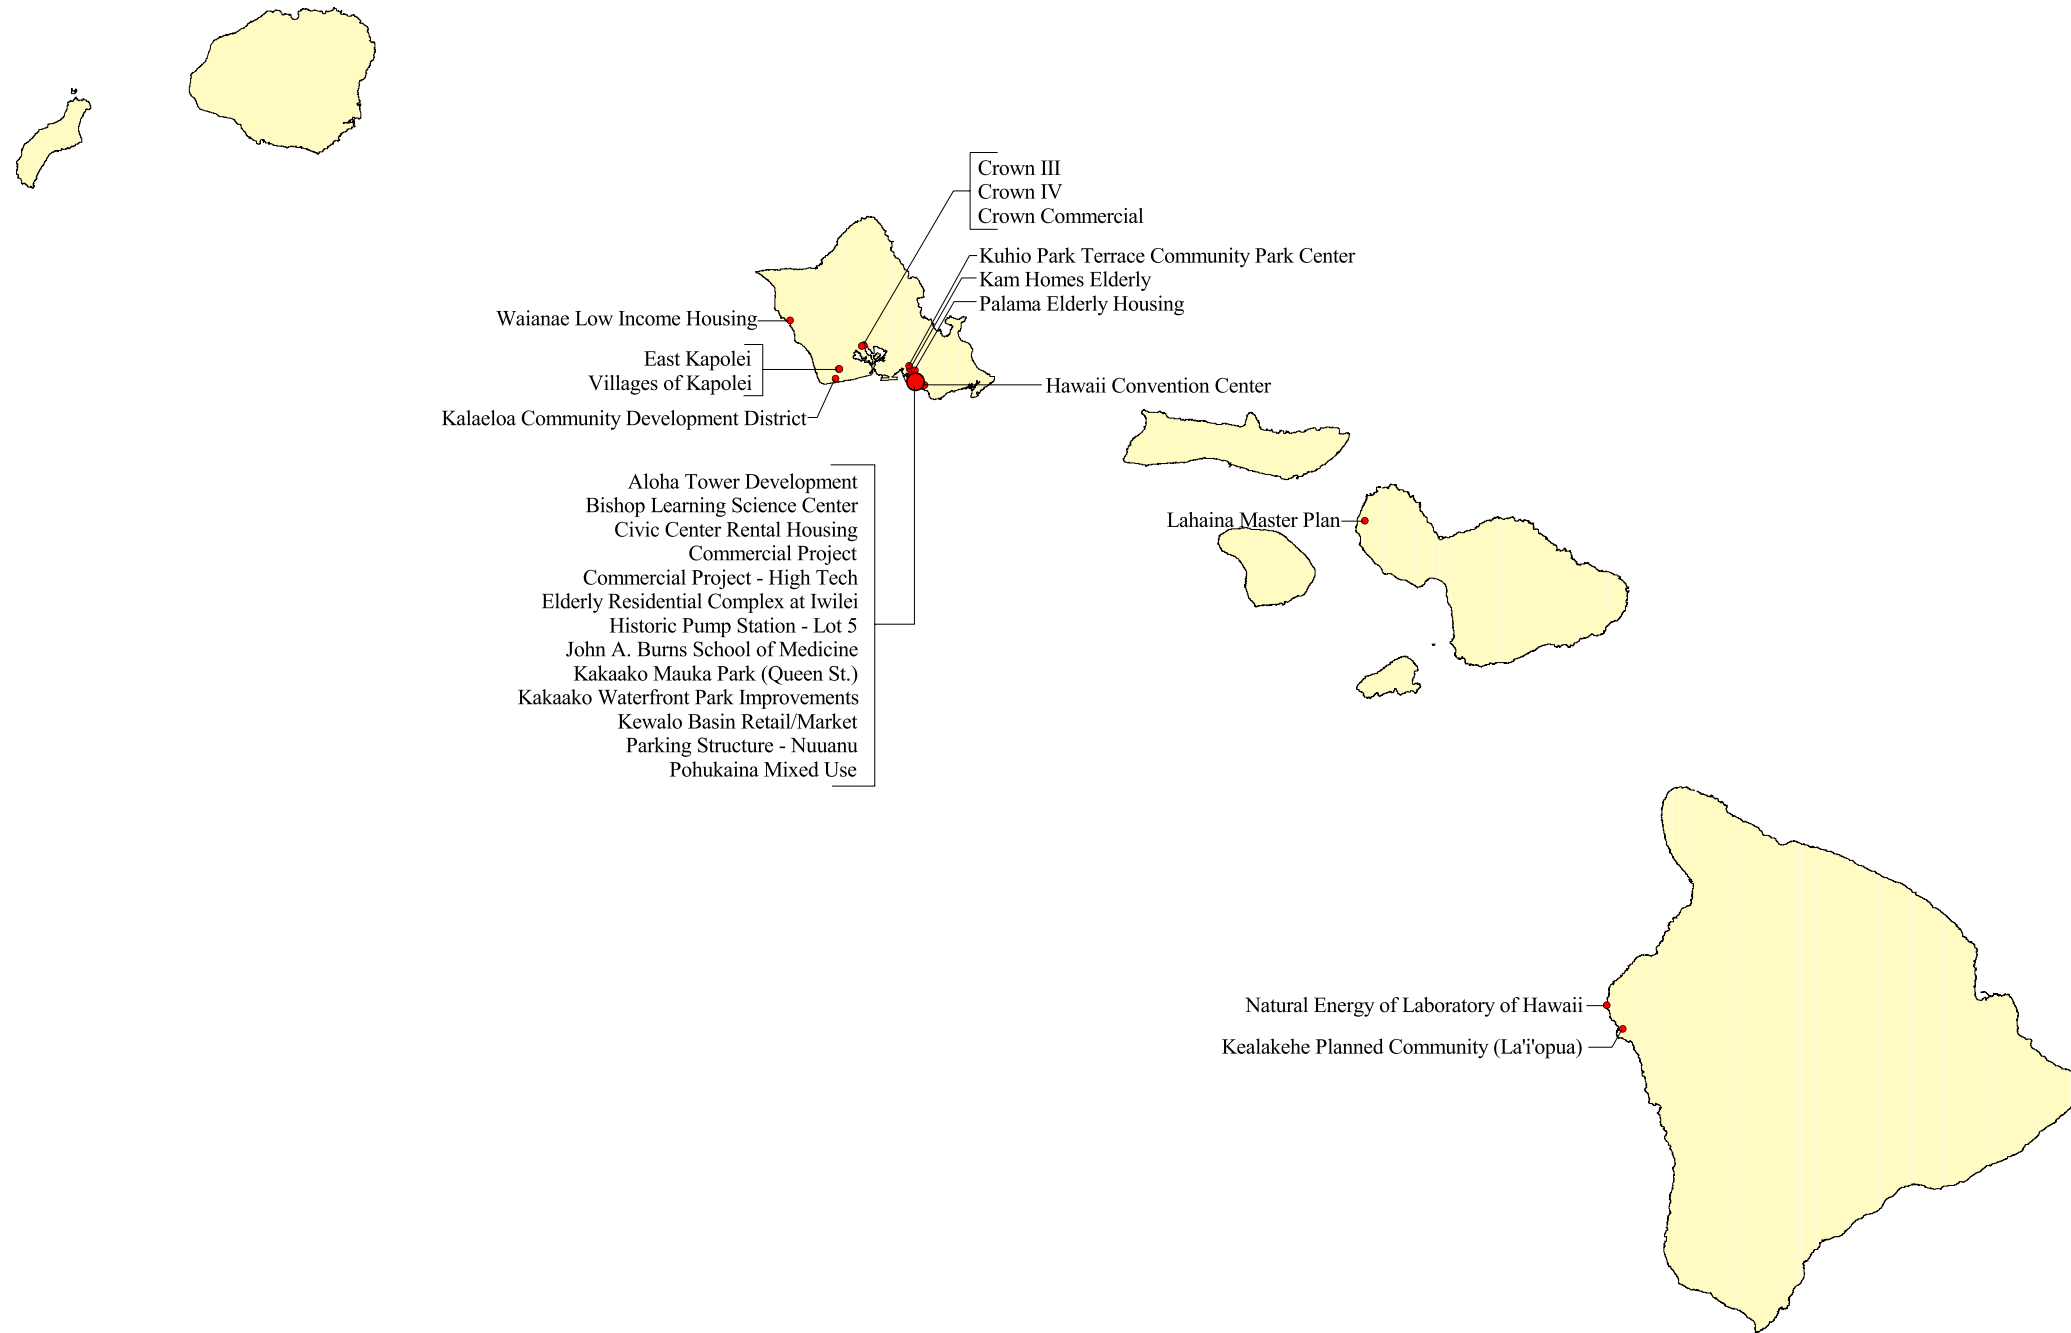 Crown III
Crown IV
Crown Commercial
Kuhio Park Terrace Community Park Center
Kam Homes Elderly
Palama Elderly Housing
Waianae Low Income Housing
East Kapolei
Villages of Kapolei
Hawaii Convention Center
Kalaeloa Community Development District
Aloha Tower Development
Bishop Learning Science Center
Civic Center Rental Housing
Commercial Project
Commercial Project - High Tech
Elderly Residential Complex at Iwilei
Historic Pump Station - Lot 5
John A. Burns School of Medicine
Kakaako Mauka Park (Queen St.)
Kakaako Waterfront Park Improvements
Kewalo Basin Retail/Market
Parking Structure - Nuuanu
Pohukaina Mixed Use
Lahaina Master Plan
Natural Energy of Laboratory of Hawaii
Kealakehe Planned Community (La'i'opua)